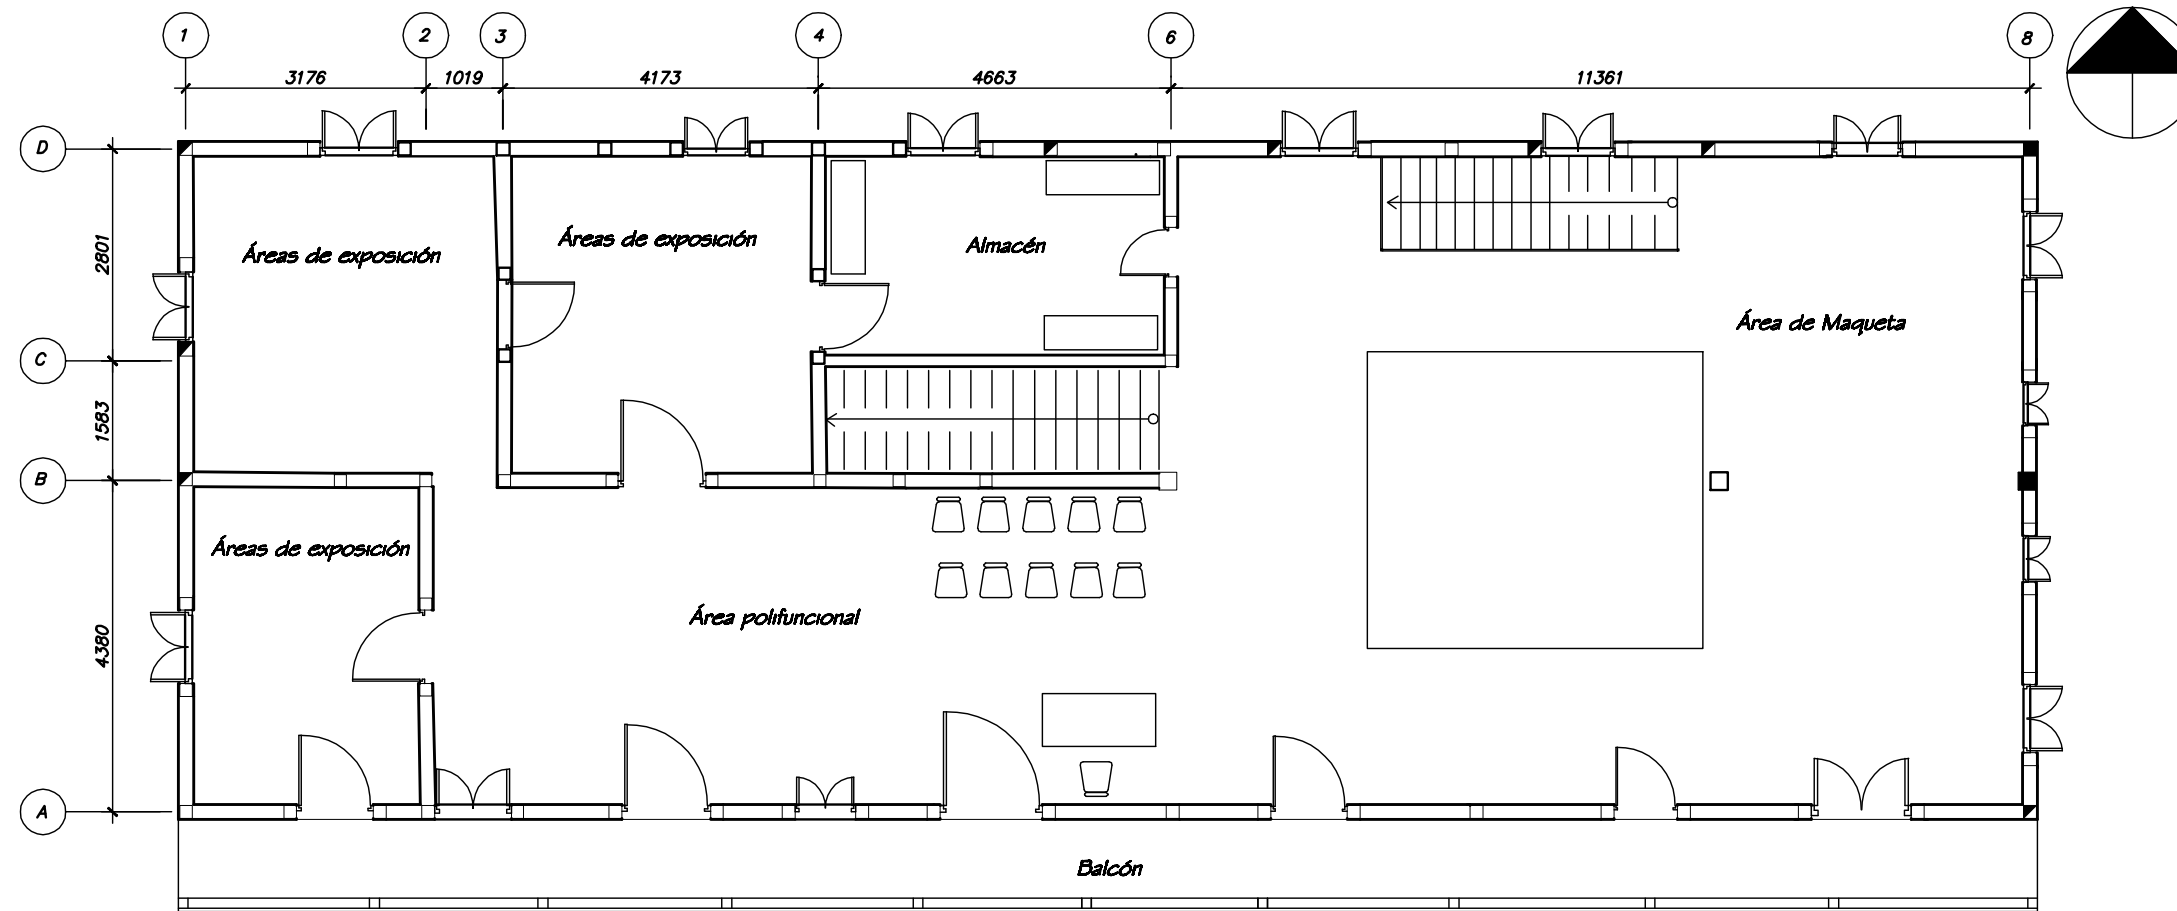 1 2 3 4 6 8
3176 1019 4173 4663 11361
D
2801
Áreas de exposición
Áreas de exposición
Almacén
Área de Maqueta
C
1583
B
Áreas de exposición
4380
Área polifuncional
A
Balcón